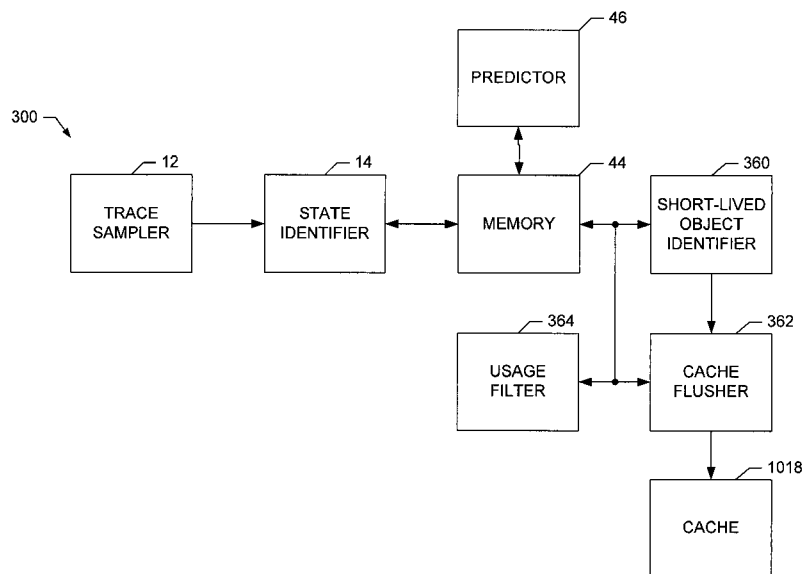 46
PREDICTOR
300
12
14
44
360
TRACE
SAMPLER
STATE
IDENTIFIER
MEMORY
SHORT-LIVED
OBJECT
IDENTIFIER
364
362
USAGE
FILTER
CACHE
FLUSHER
1018
CACHE